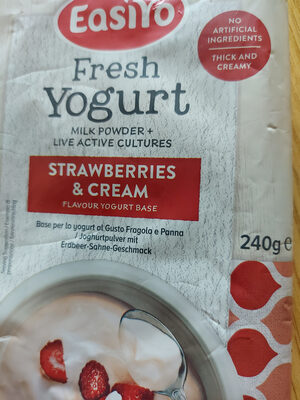 EasiYo
NO
ARTIFICIAL
INGREDIENTS
THICK AND
CREAMY
Fresh
Yogurt
MILK POWDER +
LIVE ACTIVE CULTURES
STRAWBERRIES
& CREAM
FLAVOUR YOGURT BASE
Base per lo yogurt al Gusto Fragola e Panna
/ Joghurtpulver mit
Erdbeer-Sahne-Geschmack
240g e